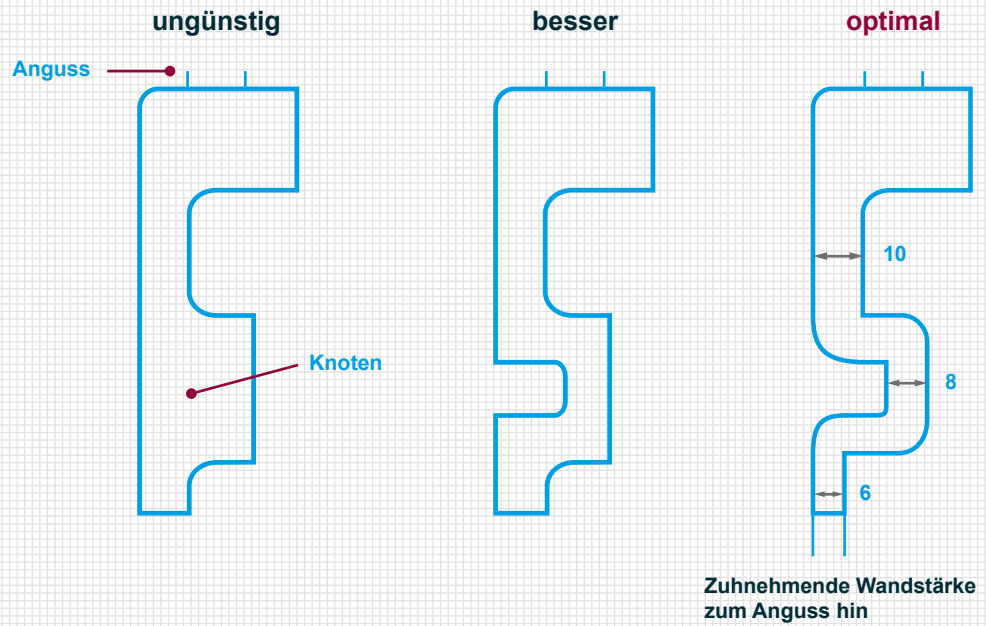 ungünstig
besser
optimal
Anguss
10
Knoten
8
6
Zuhnehmende Wandstärke
zum Anguss hin